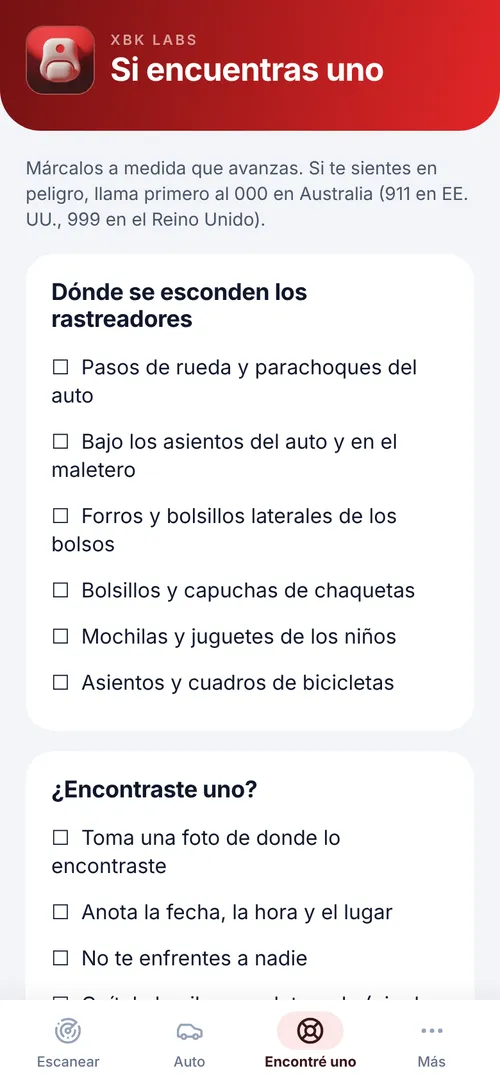 XBK LABS
Si encuentras uno
Márcalos a medida que avanzas. Si te sientes en
peligro, llama primero al 000 en Australia (911 en EE.
UU., 999 en el Reino Unido).
Dónde se esconden los
rastreadores
☐ Pasos de rueda y parachoques del
auto
☐ Bajo los asientos del auto y en el
maletero
☐ Forros y bolsillos laterales de los
bolsos
☐ Bolsillos y capuchas de chaquetas
☐ Mochilas y juguetes de los niños
☐ Asientos y cuadros de bicicletas
¿Encontraste uno?
☐ Toma una foto de donde lo
encontraste
☐ Anota la fecha, la hora y el lugar
☐ No te enfrentes a nadie
Escanear
Auto
Encontré uno
Más